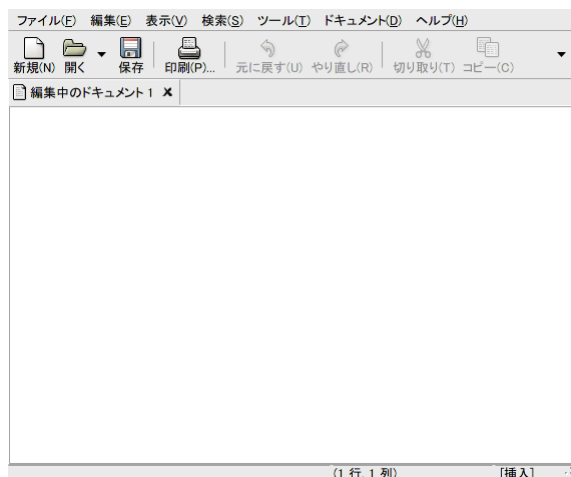 ファイル(F) 編集(E) 表示(V) 検索(S) ツール(T) ドキュメント(D) ヘルプ(H)
新規(N) 開く 保存 印刷(P)... 元に戻す(U) やり直し(R) 切り取り(T) コピー(C)
編集中のドキュメント 1
(1 行, 1 列) [挿入]